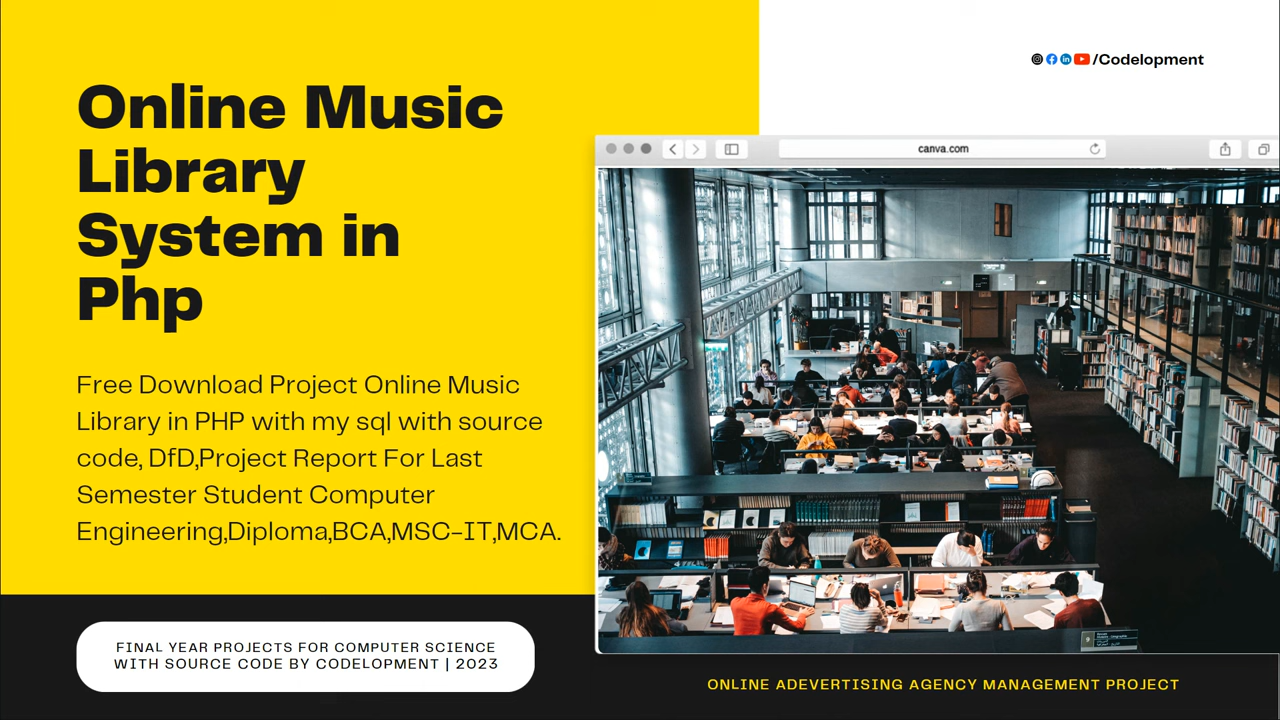 /Codelopment
Online Music
Library
System in
Php
canva.com
Free Download Project Online Music
Library in PHP with my sql with source
code, DfD,Project Report For Last
Semester Student Computer
Engineering,Diploma,BCA,MSC-IT,MCA.
FINAL YEAR PROJECTS FOR COMPUTER SCIENCE
WITH SOURCE CODE BY CODELOPMENT | 2023
ONLINE ADEVERTISING AGENCY MANAGEMENT PROJECT